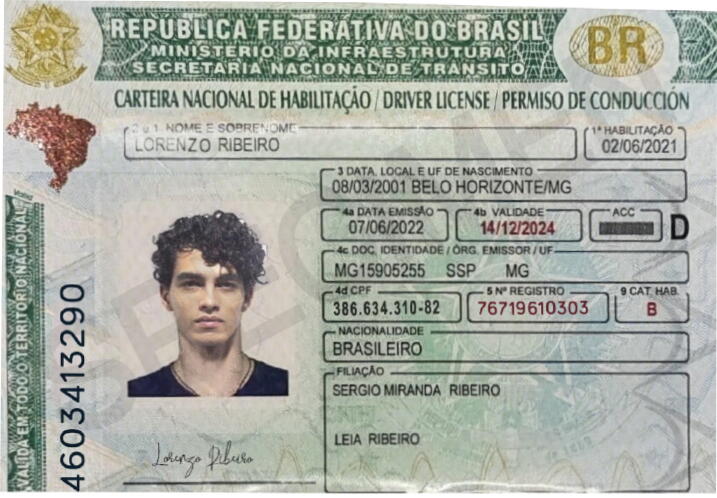 REPÚBLICA FEDERATIVA DO BRASIL
MINISTÉRIO DA INFRAESTRUTURA
SECRETARIA NACIONAL DE TRÂNSITO
BR
CARTEIRA NACIONAL DE HABILITAÇÃO / DRIVER LICENSE / PERMISO DE CONDUCCIÓN
2 e 1 NOME E SOBRENOME
LORENZO RIBEIRO
1ª HABILITAÇÃO
02/06/2021
3 DATA, LOCAL E UF DE NASCIMENTO
08/03/2001 BELO HORIZONTE/MG
4a DATA EMISSÃO
07/06/2022
4b VALIDADE
14/12/2024
ACC
D
4c DOC. IDENTIDADE / ÓRG. EMISSOR / UF
MG15905255 SSP MG
4d CPF
386.634.310-82
5 Nº REGISTRO
76719610303
9 CAT. HAB.
B
NACIONALIDADE
BRASILEIRO
FILIAÇÃO
SERGIO MIRANDA RIBEIRO
LEIA RIBEIRO
Lorenzo Ribeiro
VÁLIDA EM TODO O TERRITÓRIO NACIONAL
4603413290
SPECIMEN